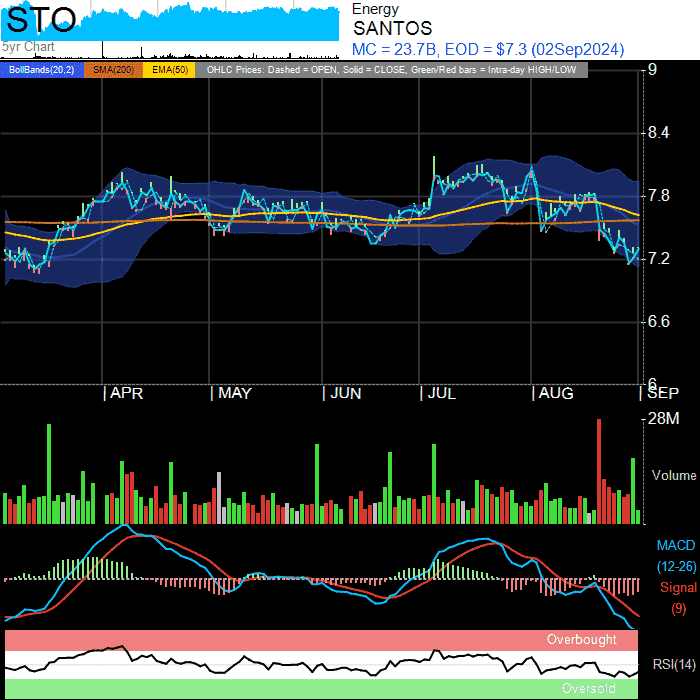 STO
5yr Chart
Energy
SANTOS
MC = 23.7B, EOD = $7.3 (02Sep2024)
BollBands(20,2) SMA(200) EMA(50) OHLC Prices: Dashed = OPEN, Solid = CLOSE, Green/Red bars = Intra-day HIGH/LOW
9
8.4
7.8
7.2
6.6
6
APR MAY JUN JUL AUG SEP
28M
Volume
MACD
(12-26)
Signal
(9)
Overbought
RSI(14)
Oversold